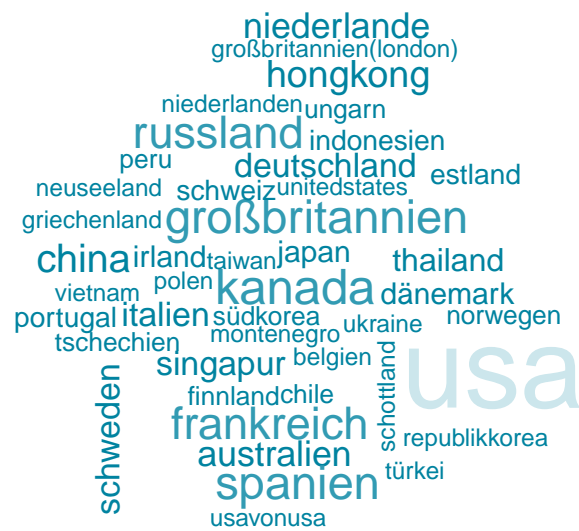 niederlande
großbritannien(london)
hongkong
niederlanden ungarn
russland indonesien
peru deutschland estland
neuseeland schweiz unitedstates
griechenland großbritannien
china irland taiwan japan thailand
vietnam polen kanada dänemark
portugal italien südkorea ukraine norwegen
tschechien montenegro
singapur belgien
usa
schweden
finnland chile
schottland
frankreich
republikkorea
australien
türkei
spanien
usavonusa